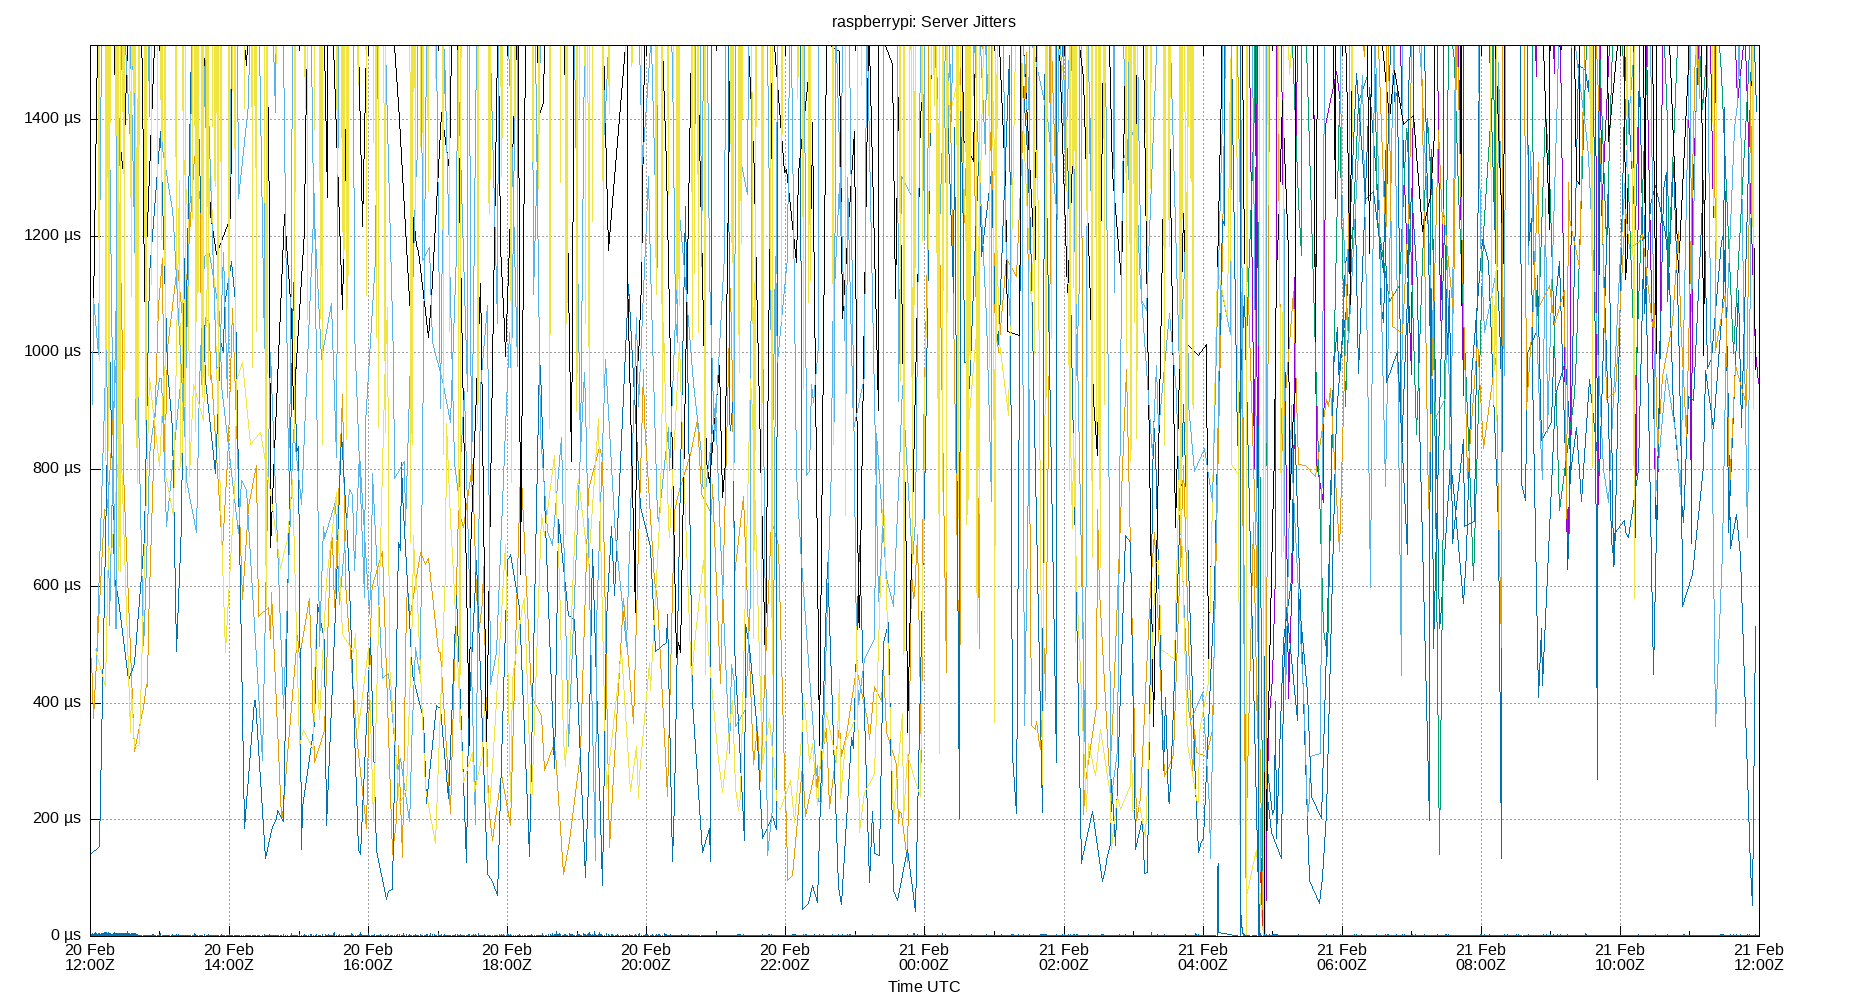 raspberrypi: Server Jitters
1400 µs
1200 µs
1000 µs
800 µs
600 µs
400 µs
200 µs
0 µs
20 Feb 20 Feb 20 Feb 20 Feb 20 Feb 20 Feb 21 Feb 21 Feb 21 Feb 21 Feb 21 Feb 21 Feb 21 Feb
12:00Z 14:00Z 16:00Z 18:00Z 20:00Z 22:00Z 00:00Z 02:00Z 04:00Z 06:00Z 08:00Z 10:00Z 12:00Z
Time UTC